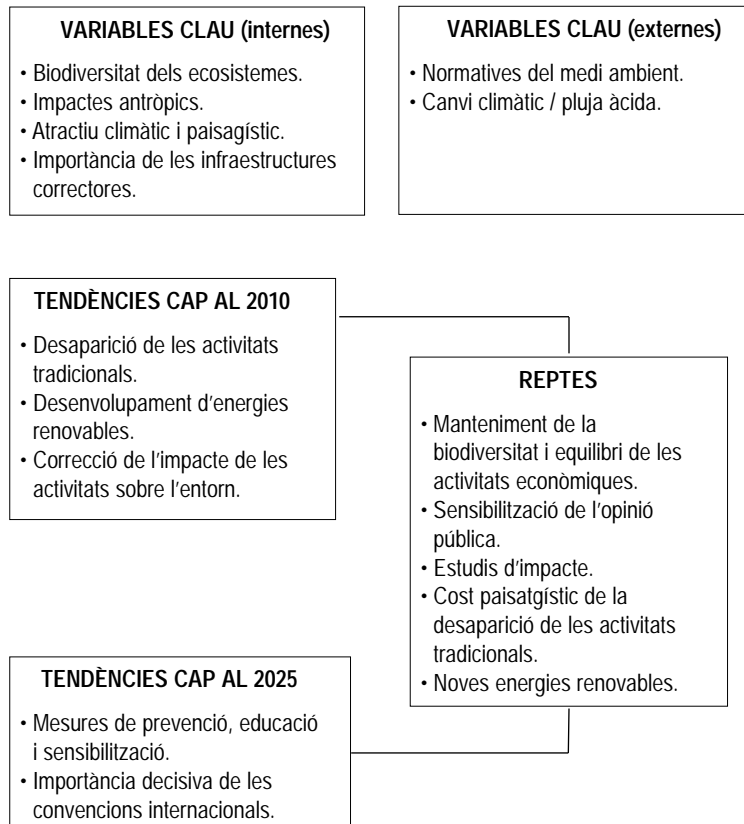 VARIABLES CLAU (internes)
• Biodiversitat dels ecosistemes.
• Impactes antròpics.
• Atractiu climàtic i paisagístic.
• Importància de les infraestructures
correctores.
VARIABLES CLAU (externes)
• Normatives del medi ambient.
• Canvi climàtic / pluja àcida.
TENDÈNCIES CAP AL 2010
• Desaparició de les activitats
tradicionals.
• Desenvolupament d'energies
renovables.
• Correcció de l'impacte de les
activitats sobre l'entorn.
REPTES
• Manteniment de la
biodiversitat i equilibri de les
activitats econòmiques.
• Sensibilització de l'opinió
pública.
• Estudis d'impacte.
• Cost paisatgístic de la
desaparició de les activitats
tradicionals.
• Noves energies renovables.
TENDÈNCIES CAP AL 2025
• Mesures de prevenció, educació
i sensibilització.
• Importància decisiva de les
convencions internacionals.